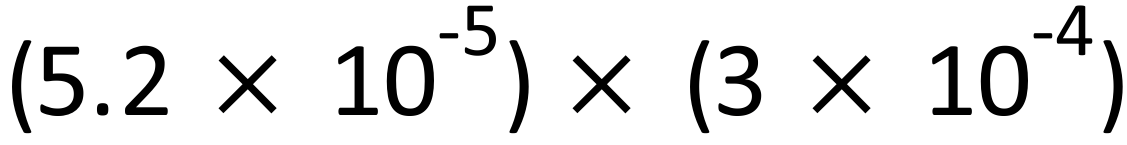 (5.2 × 10⁻⁵) × (3 × 10⁻⁴)